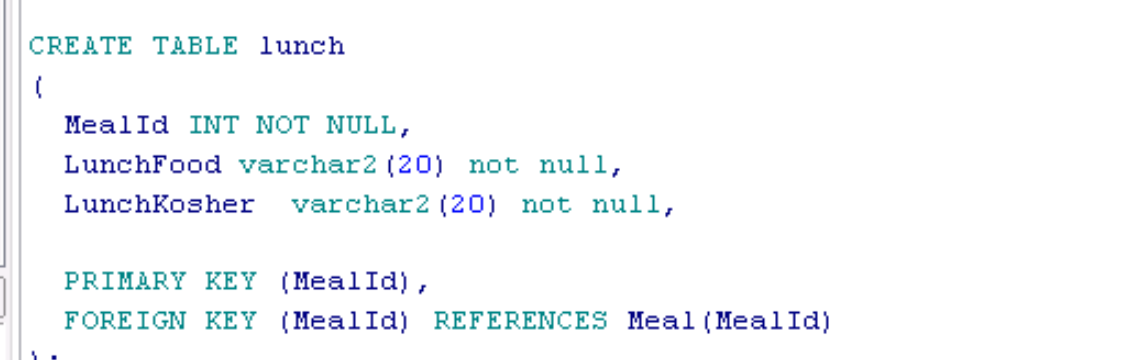 CREATE TABLE lunch
(
MealId INT NOT NULL,
LunchFood varchar2(20) not null,
LunchKosher varchar2(20) not null,
PRIMARY KEY (MealId),
FOREIGN KEY (MealId) REFERENCES Meal(MealId)
);